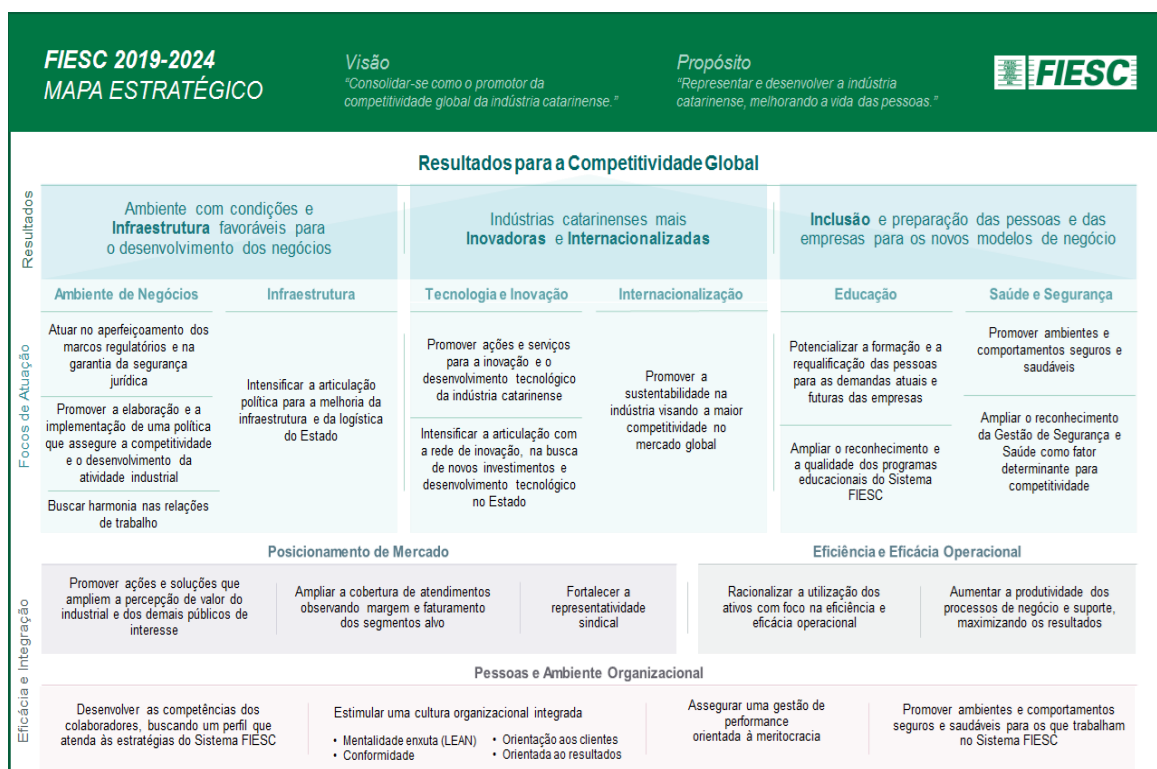 FIESC 2019-2024
MAPA ESTRATÉGICO
Visão
“Consolidar-se como o promotor da
competitividade global da indústria catarinense.”
Propósito
“Representar e desenvolver a indústria
catarinense, melhorando a vida das pessoas.”
FIESC
Resultados para a Competitividade Global
Resultados
Ambiente com condições e
Infraestrutura favoráveis para
o desenvolvimento dos negócios
Indústrias catarinenses mais
Inovadoras e Internacionalizadas
Inclusão e preparação das pessoas e das
empresas para os novos modelos de negócio
Focos de Atuação
Ambiente de Negócios
Atuar no aperfeiçoamento dos
marcos regulatórios e na
garantia da segurança
jurídica
Promover a elaboração e a
implementação de uma política
que assegure a competitividade
e o desenvolvimento da
atividade industrial
Buscar harmonia nas relações
de trabalho
Infraestrutura
Intensificar a articulação
política para a melhoria da
infraestrutura e da logística
do Estado
Tecnologia e Inovação
Promover ações e serviços
para a inovação e o
desenvolvimento tecnológico
da indústria catarinense
Intensificar a articulação com
a rede de inovação, na busca
de novos investimentos e
desenvolvimento tecnológico
no Estado
Internacionalização
Promover a
sustentabilidade na
indústria visando a maior
competitividade no
mercado global
Educação
Potencializar a formação e a
requalificação das pessoas
para as demandas atuais e
futuras das empresas
Ampliar o reconhecimento e
a qualidade dos programas
educacionais do Sistema
FIESC
Saúde e Segurança
Promover ambientes e
comportamentos seguros e
saudáveis
Ampliar o reconhecimento
da Gestão de Segurança e
Saúde como fator
determinante para
competitividade
Eficácia e Integração
Posicionamento de Mercado
Promover ações e soluções que
ampliem a percepção de valor do
industrial e dos demais públicos de
interesse
Ampliar a cobertura de atendimentos
observando margem e faturamento
dos segmentos alvo
Fortalecer a
representatividade
sindical
Eficiência e Eficácia Operacional
Racionalizar a utilização dos
ativos com foco na eficiência e
eficácia operacional
Aumentar a produtividade dos
processos de negócio e suporte,
maximizando os resultados
Pessoas e Ambiente Organizacional
Desenvolver as competências dos
colaboradores, buscando um perfil que
atenda às estratégias do Sistema FIESC
Estimular uma cultura organizacional integrada
• Mentalidade enxuta (LEAN)
• Conformidade
• Orientação aos clientes
• Orientada ao resultados
Assegurar uma gestão de
performance
orientada à meritocracia
Promover ambientes e comportamentos
seguros e saudáveis para os que trabalham
no Sistema FIESC